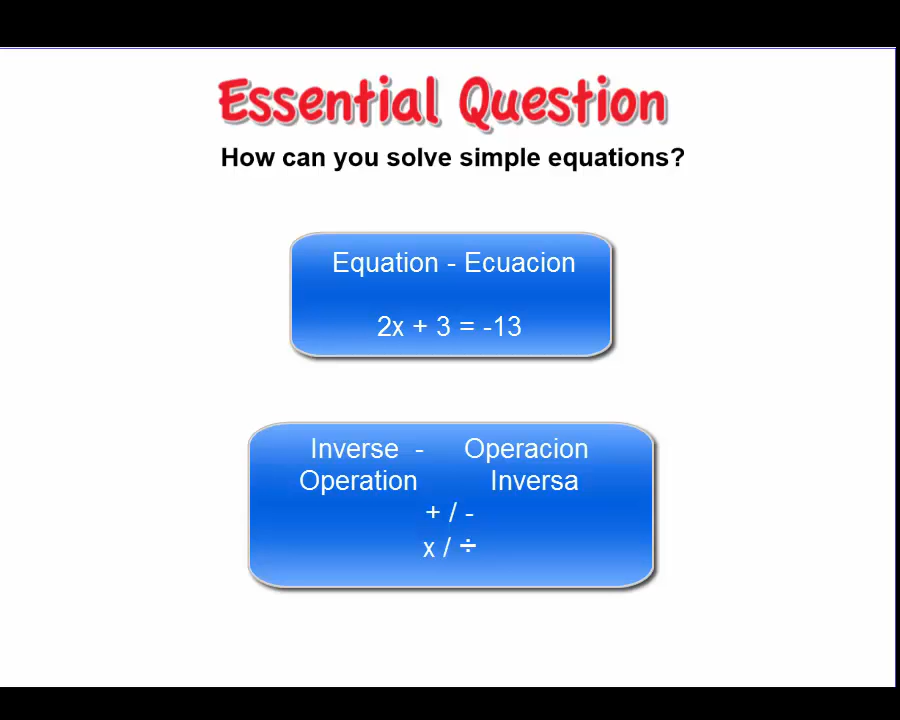 Essential Question
How can you solve simple equations?
Equation - Ecuacion
2x + 3 = -13
Inverse - Operacion
Operation Inversa
+ / -
x / ÷